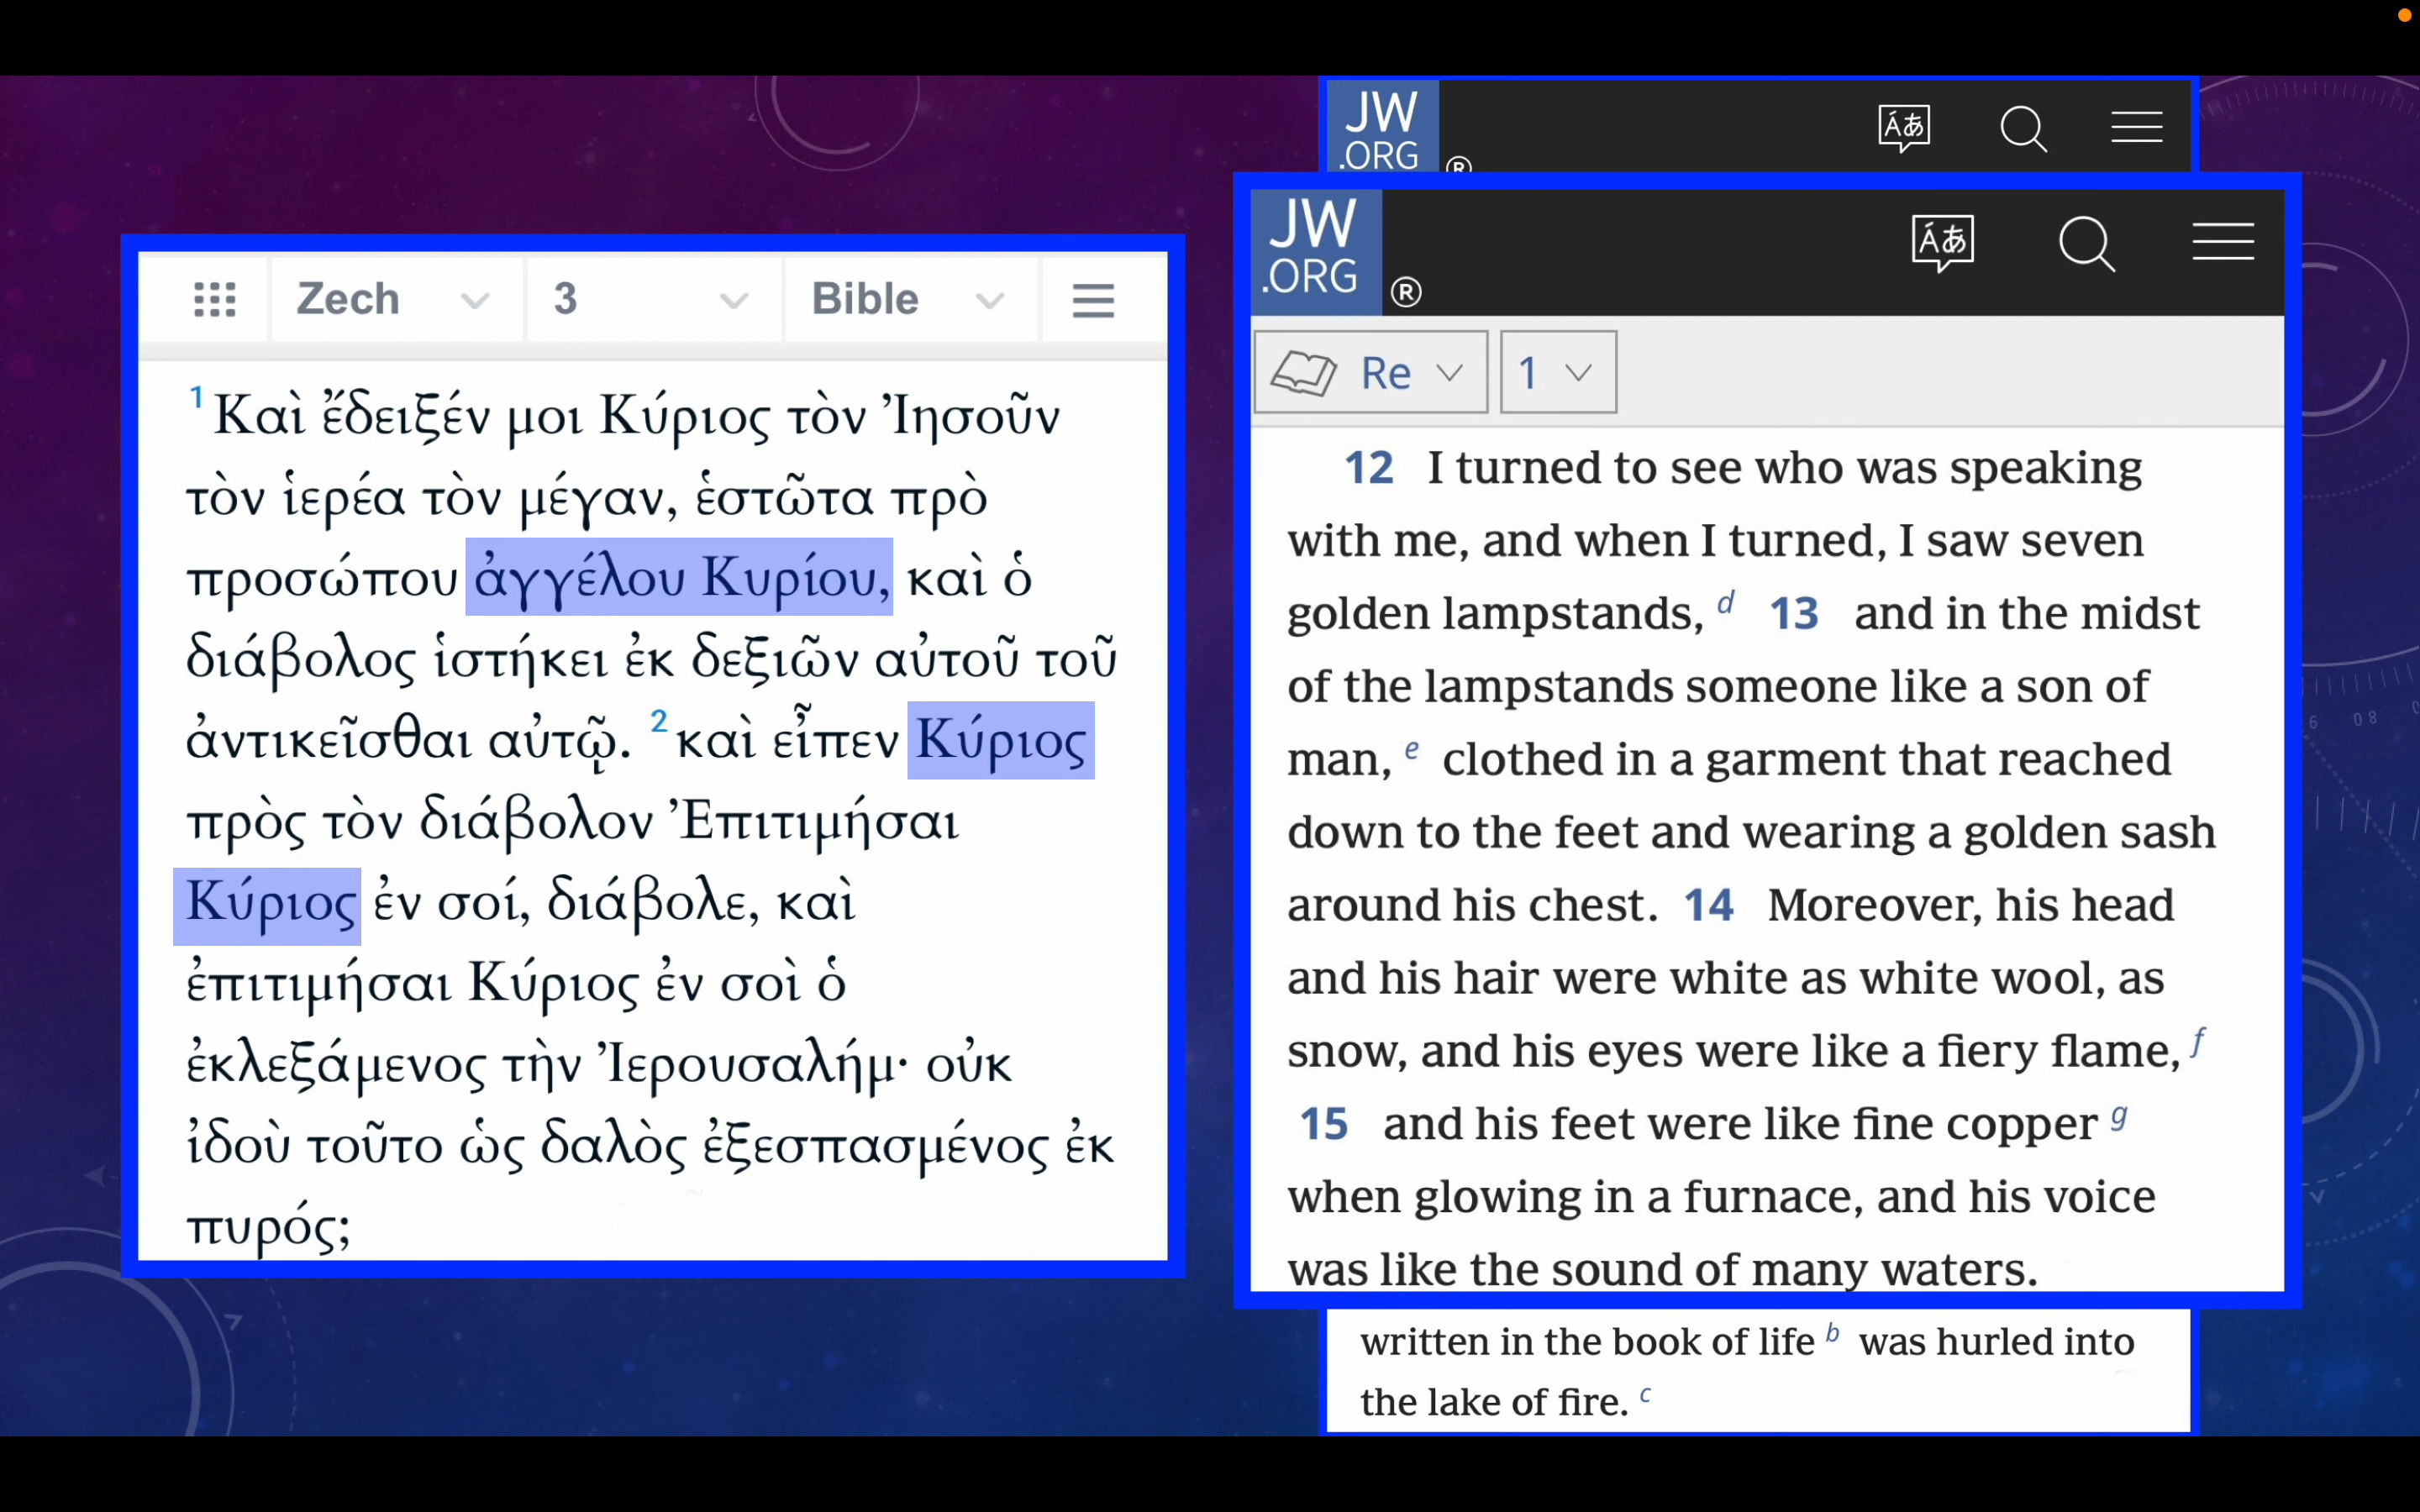 JW
.ORG
®
Áあ
JW
.ORG
®
Áあ
Zech
3
Bible
1 Καὶ ἔδειξέν μοι Κύριος τὸν Ἰησοῦν
τὸν ἱερέα τὸν μέγαν, ἑστῶτα πρὸ
προσώπου ἀγγέλου Κυρίου, καὶ ὁ
διάβολος ἱστήκει ἐκ δεξιῶν αὐτοῦ τοῦ
ἀντικεῖσθαι αὐτῷ. 2 καὶ εἶπεν Κύριος
πρὸς τὸν διάβολον Ἐπιτιμήσαι
Κύριος ἐν σοί, διάβολε, καὶ
ἐπιτιμήσαι Κύριος ἐν σοὶ ὁ
ἐκλεξάμενος τὴν Ἰερουσαλήμ· οὐκ
ἰδοὺ τοῦτο ὡς δαλὸς ἐξεσπασμένος ἐκ
πυρός;
Re
1
12 I turned to see who was speaking
with me, and when I turned, I saw seven
golden lampstands, d 13 and in the midst
of the lampstands someone like a son of
man, e clothed in a garment that reached
down to the feet and wearing a golden sash
around his chest. 14 Moreover, his head
and his hair were white as white wool, as
snow, and his eyes were like a fiery flame, f
15 and his feet were like fine copper g
when glowing in a furnace, and his voice
was like the sound of many waters.
written in the book of life b was hurled into
the lake of fire. c